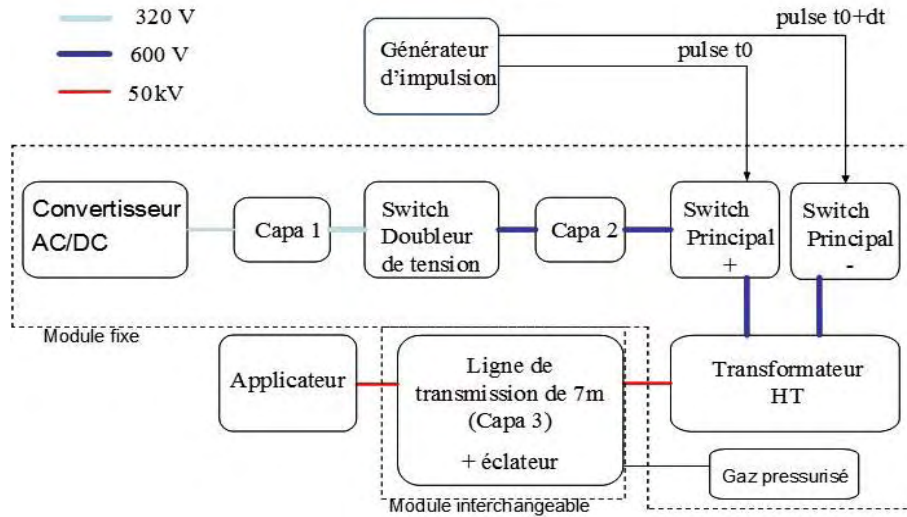 320 V
600 V
50kV
Générateur
d'impulsion
pulse t0+dt
pulse t0
Convertisseur
AC/DC
Capa 1
Switch
Doubleur
de tension
Capa 2
Switch
Principal
+
Switch
Principal
-
Module fixe
Applicateur
Ligne de
transmission de 7m
(Capa 3)
+ éclateur
Transformateur
HT
Gaz pressurisé
Module interchangeable